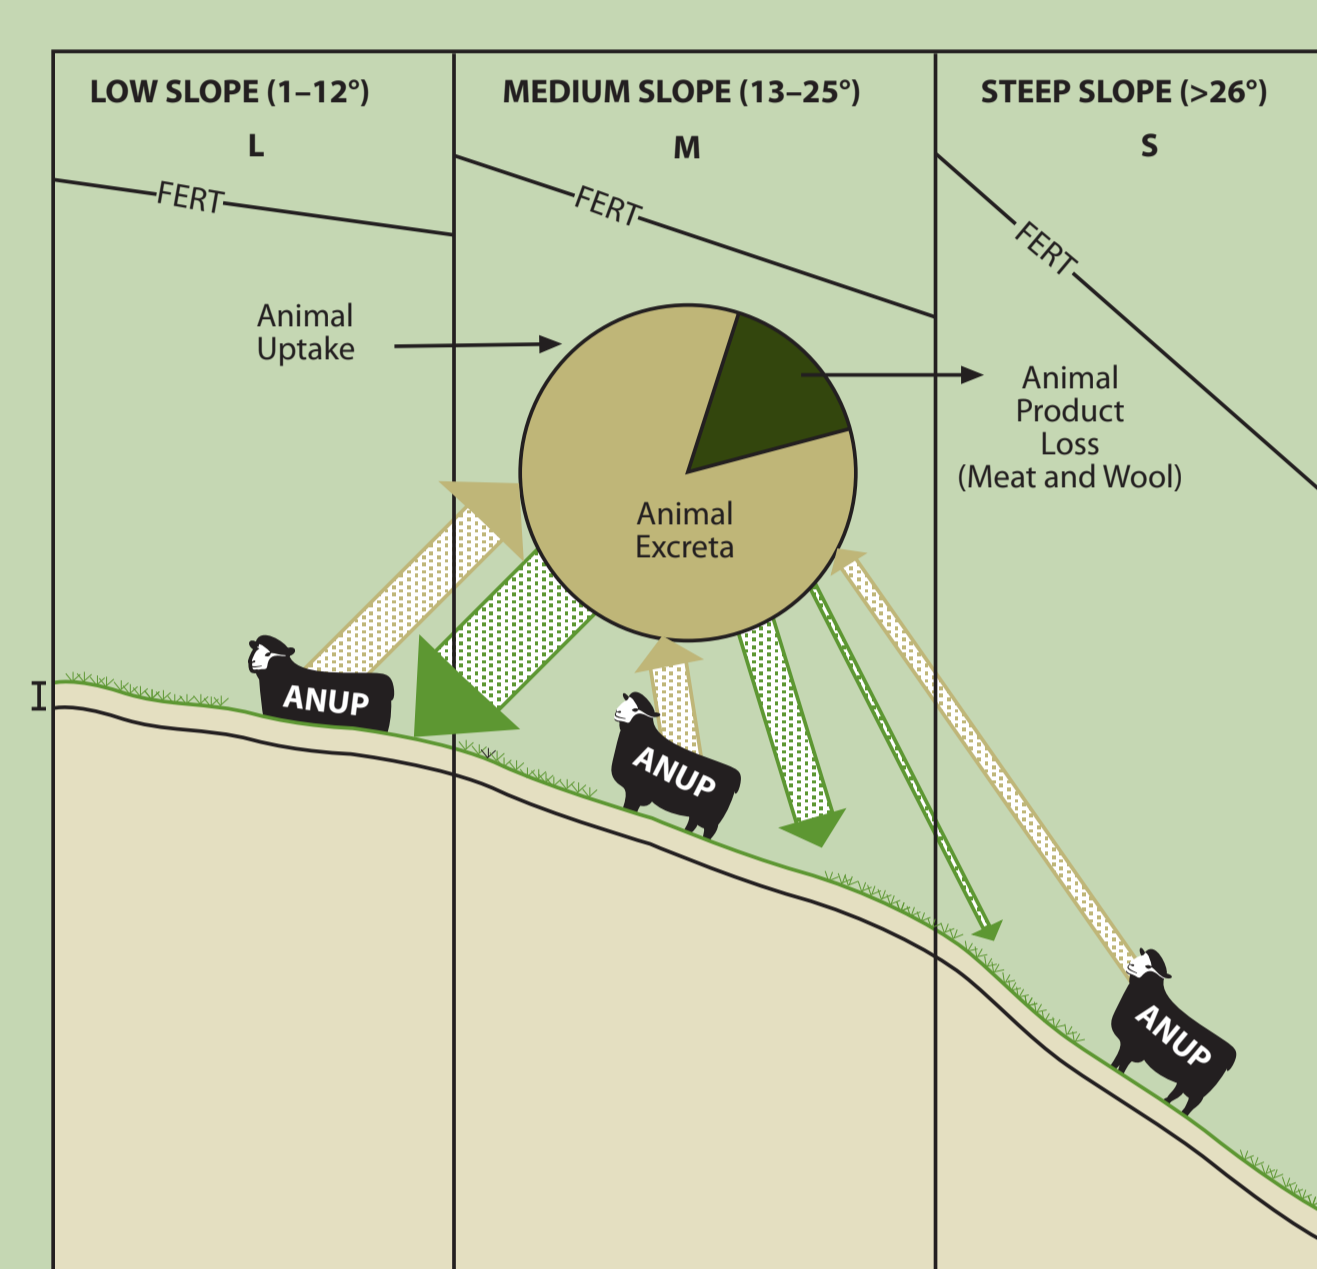 LOW SLOPE (1–12°)
L
MEDIUM SLOPE (13–25°)
M
STEEP SLOPE (>26°)
S
FERT
FERT
FERT
Animal
Uptake
Animal
Product
Loss
(Meat and Wool)
Animal
Excreta
ANUP
ANUP
ANUP